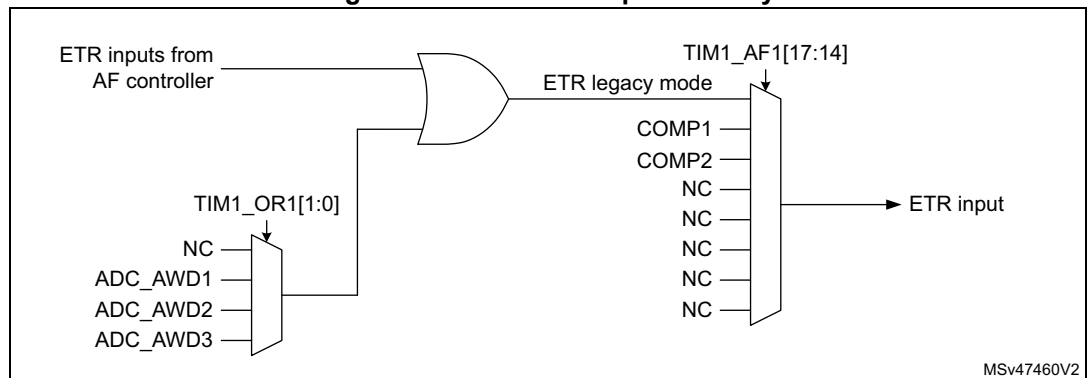 ETR inputs from
AF controller
TIM1_AF1[17:14]
ETR legacy mode
COMP1
COMP2
NC
NC
NC
NC
NC
ETR input
TIM1_OR1[1:0]
NC
ADC_AWD1
ADC_AWD2
ADC_AWD3
MSv47460V2